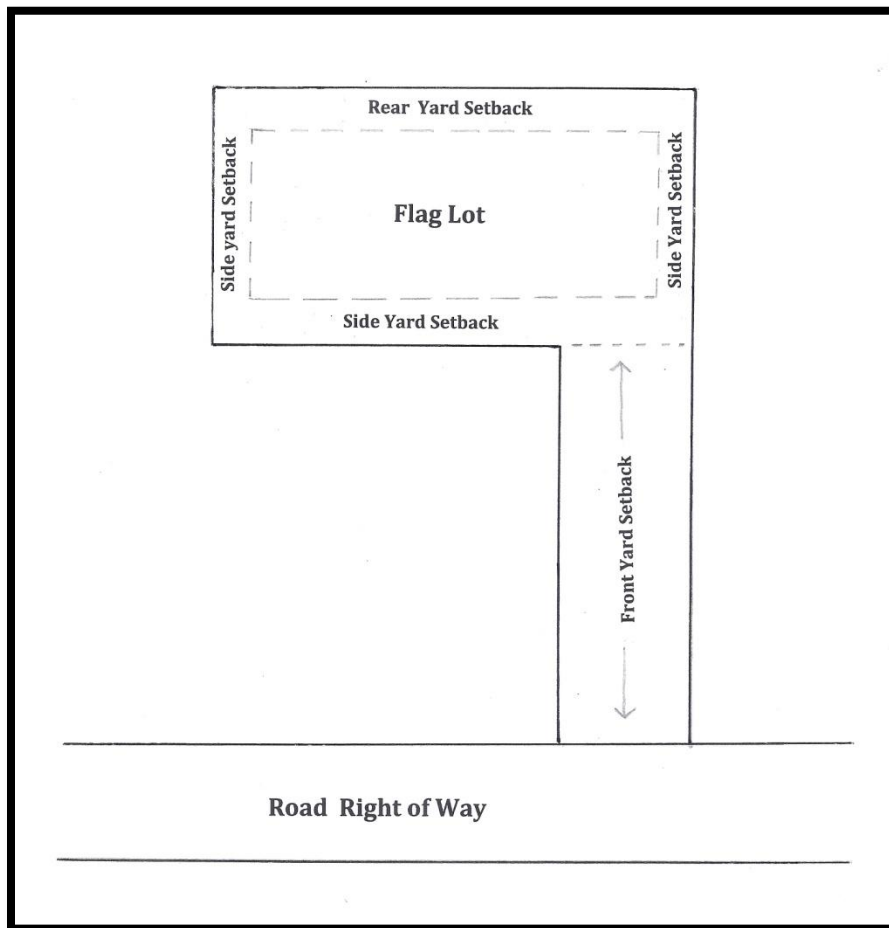 Rear Yard Setback
Side yard Setback
Flag Lot
Side Yard Setback
Side Yard Setback
Front Yard Setback
Road Right of Way